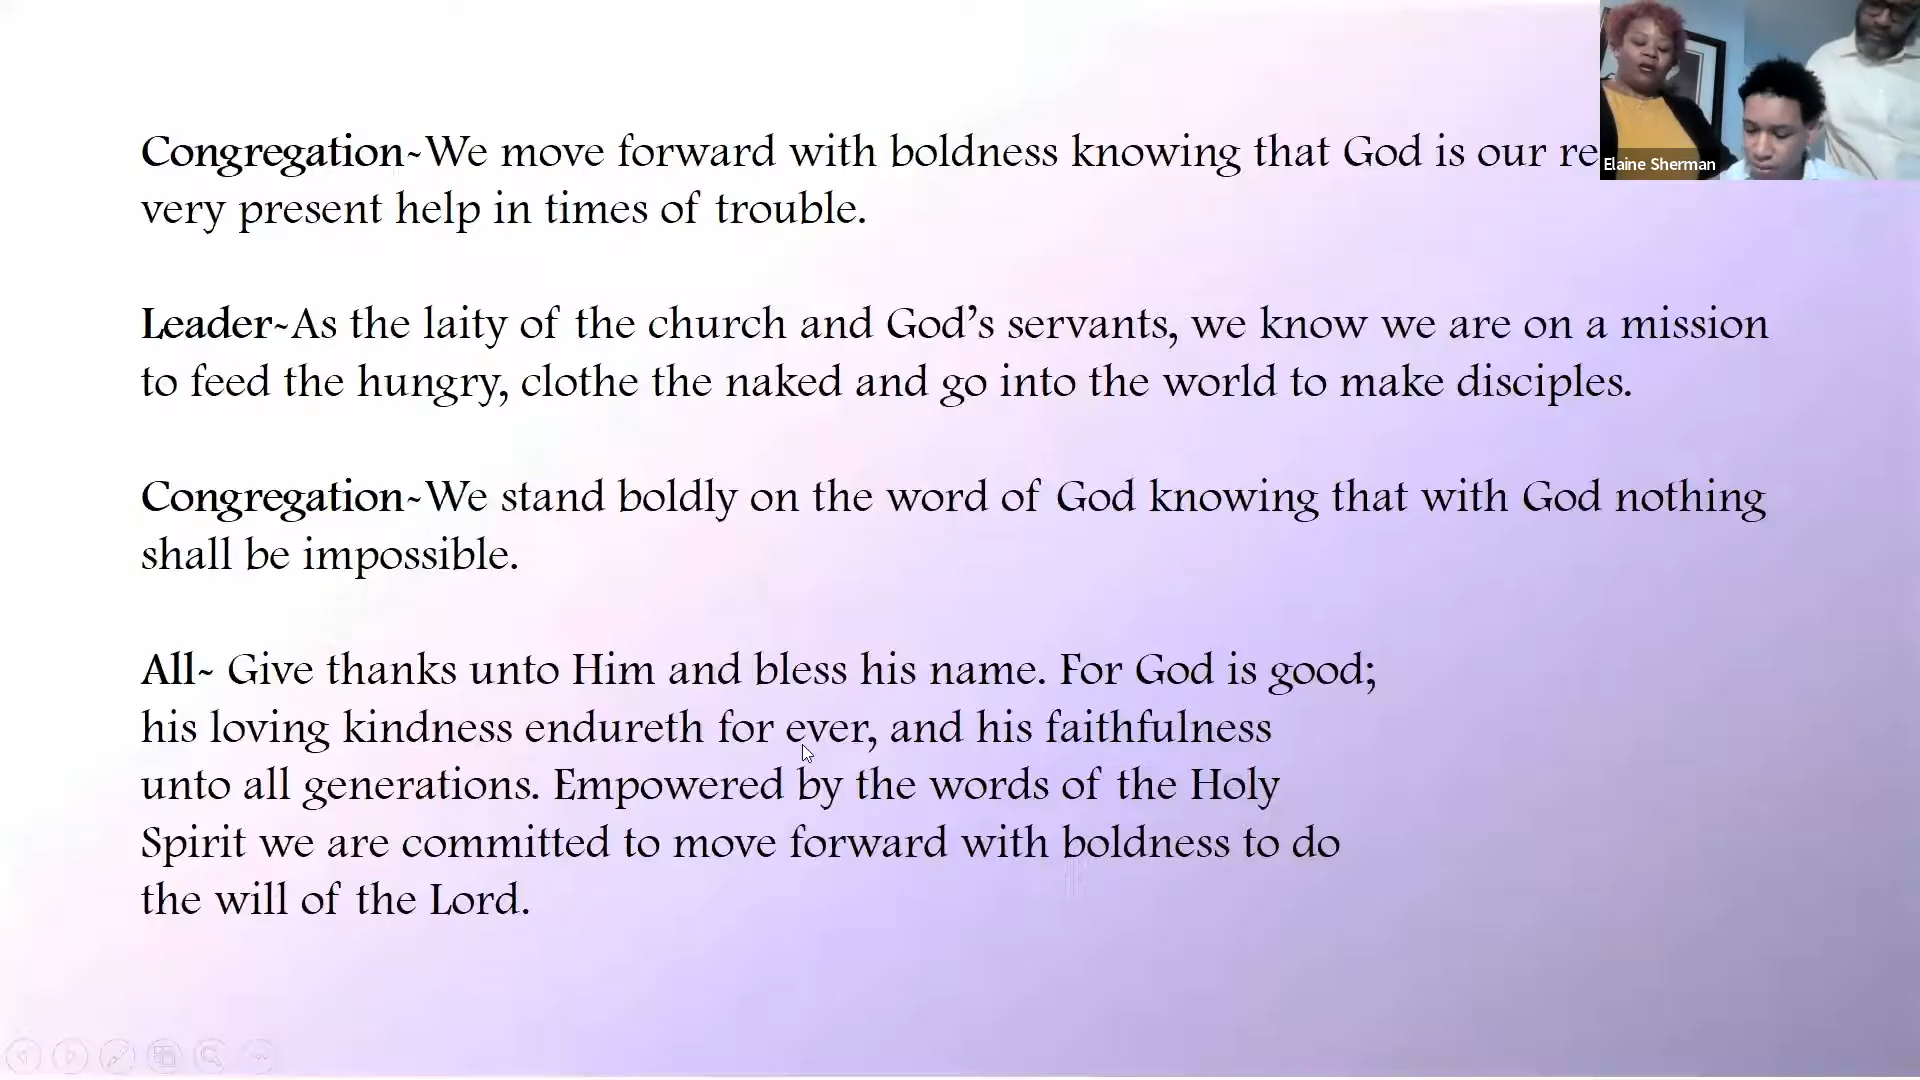 Congregation~We move forward with boldness knowing that God is our
very present help in times of trouble.
Leader~As the laity of the church and God's servants, we know we are on a mission
to feed the hungry, clothe the naked and go into the world to make disciples.
Congregation~We stand boldly on the word of God knowing that with God nothing
shall be impossible.
All~ Give thanks unto Him and bless his name. For God is good;
his loving kindness endureth for ever, and his faithfulness
unto all generations. Empowered by the words of the Holy
Spirit we are committed to move forward with boldness to do
the will of the Lord.
Elaine Sherman